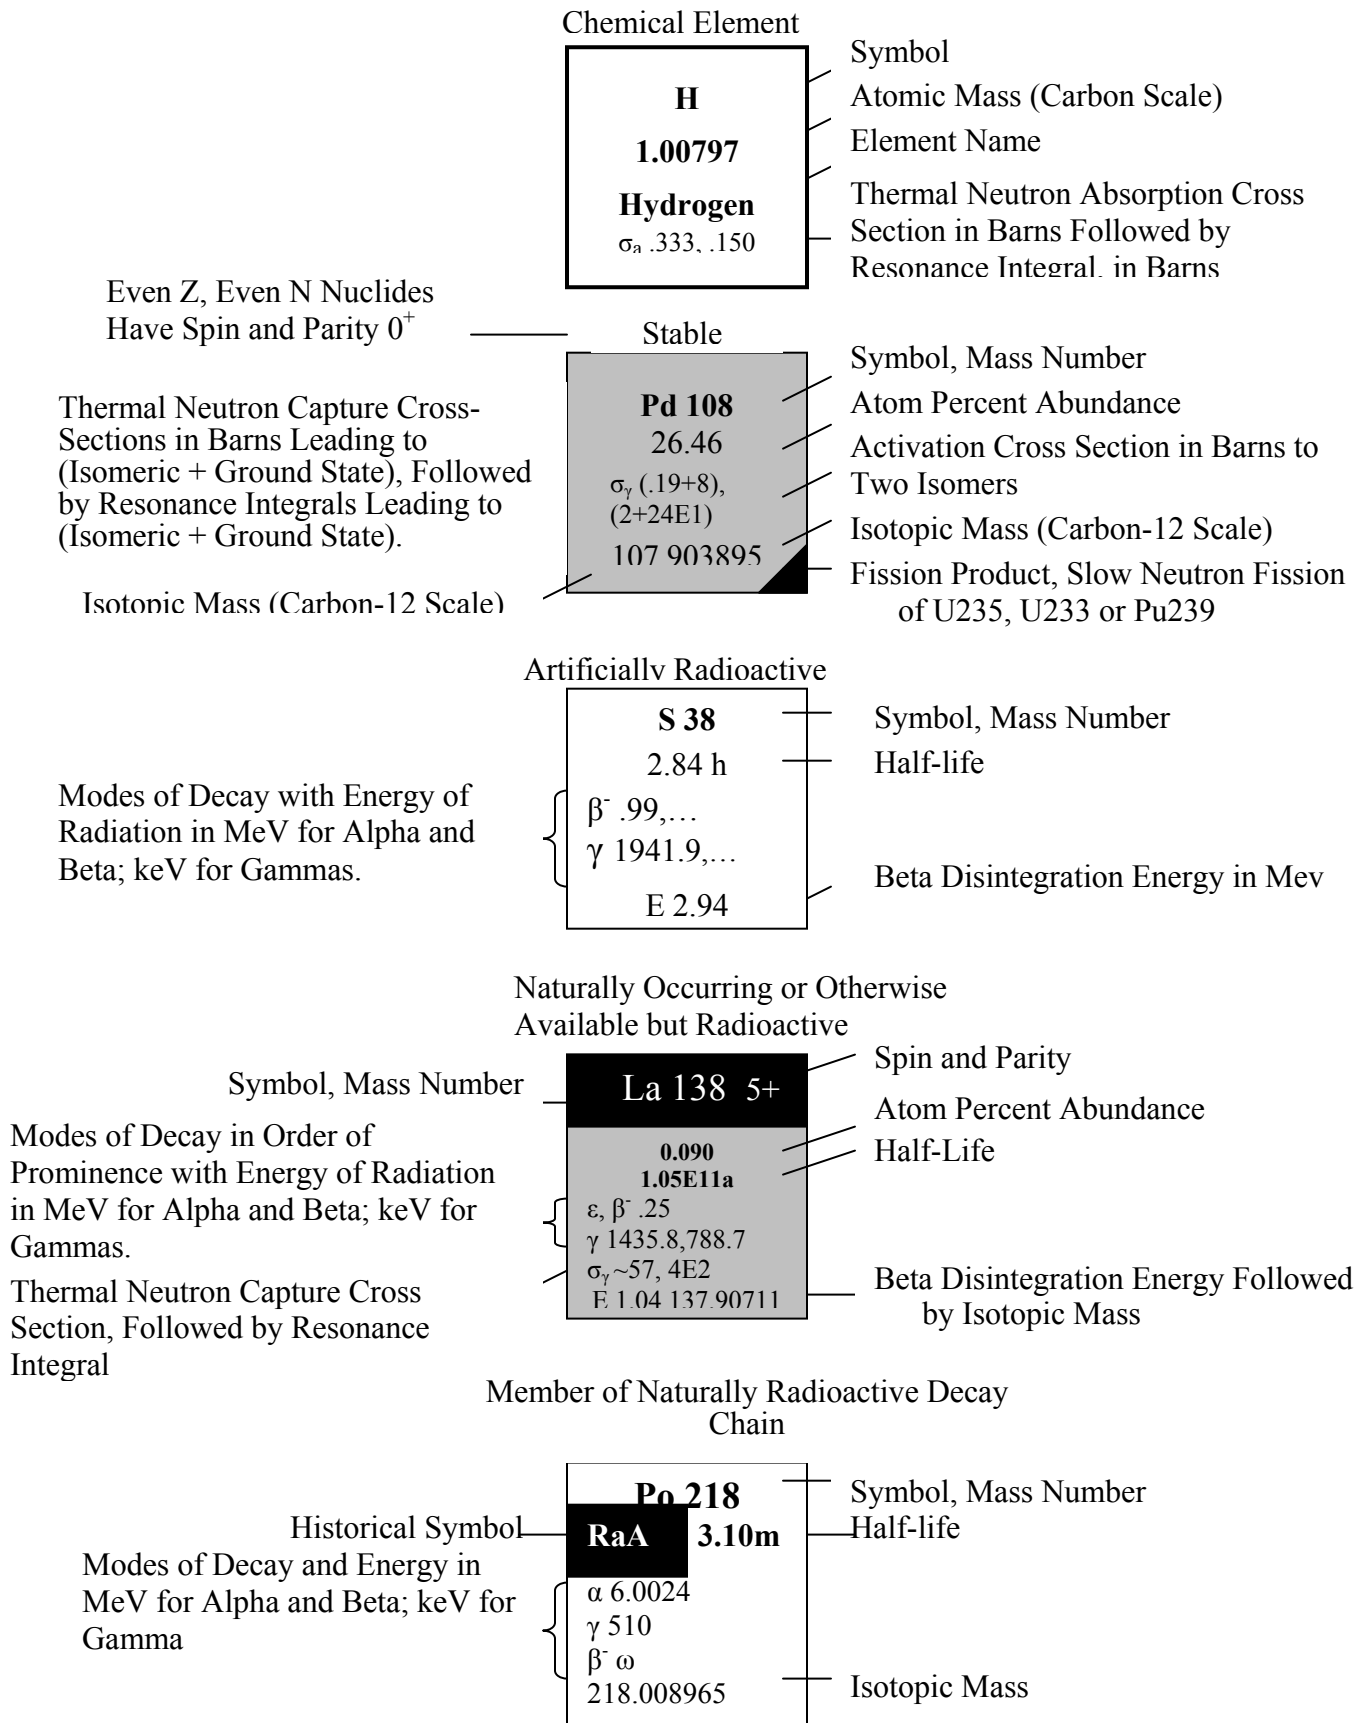 Chemical Element
H
1.00797
Hydrogen
σa .333, .150
Symbol
Atomic Mass (Carbon Scale)
Element Name
Thermal Neutron Absorption Cross
Section in Barns Followed by
Resonance Integral, in Barns
Even Z, Even N Nuclides
Have Spin and Parity 0+
Stable
Thermal Neutron Capture Cross-
Sections in Barns Leading to
(Isomeric + Ground State), Followed
by Resonance Integrals Leading to
(Isomeric + Ground State).
Isotopic Mass (Carbon-12 Scale)
Pd 108
26.46
σγ (.19+8),
(2+24E1)
107 903895
Symbol, Mass Number
Atom Percent Abundance
Activation Cross Section in Barns to
Two Isomers
Isotopic Mass (Carbon-12 Scale)
Fission Product, Slow Neutron Fission
of U235, U233 or Pu239
Artificially Radioactive
S 38
2.84 h
β- .99,…
γ 1941.9,…
E 2.94
Modes of Decay with Energy of
Radiation in MeV for Alpha and
Beta; keV for Gammas.
Symbol, Mass Number
Half-life
Beta Disintegration Energy in Mev
Naturally Occurring or Otherwise
Available but Radioactive
Symbol, Mass Number
Modes of Decay in Order of
Prominence with Energy of Radiation
in MeV for Alpha and Beta; keV for
Gammas.
Thermal Neutron Capture Cross
Section, Followed by Resonance
Integral
La 138 5+
0.090
1.05E11a
ε, β- .25
γ 1435.8,788.7
σγ ~57, 4E2
E 1.04 137.90711
Spin and Parity
Atom Percent Abundance
Half-Life
Beta Disintegration Energy Followed
by Isotopic Mass
Member of Naturally Radioactive Decay
Chain
Historical Symbol
Modes of Decay and Energy in
MeV for Alpha and Beta; keV for
Gamma
Po 218
RaA 3.10m
α 6.0024
γ 510
β- ω
218.008965
Symbol, Mass Number
Half-life
Isotopic Mass